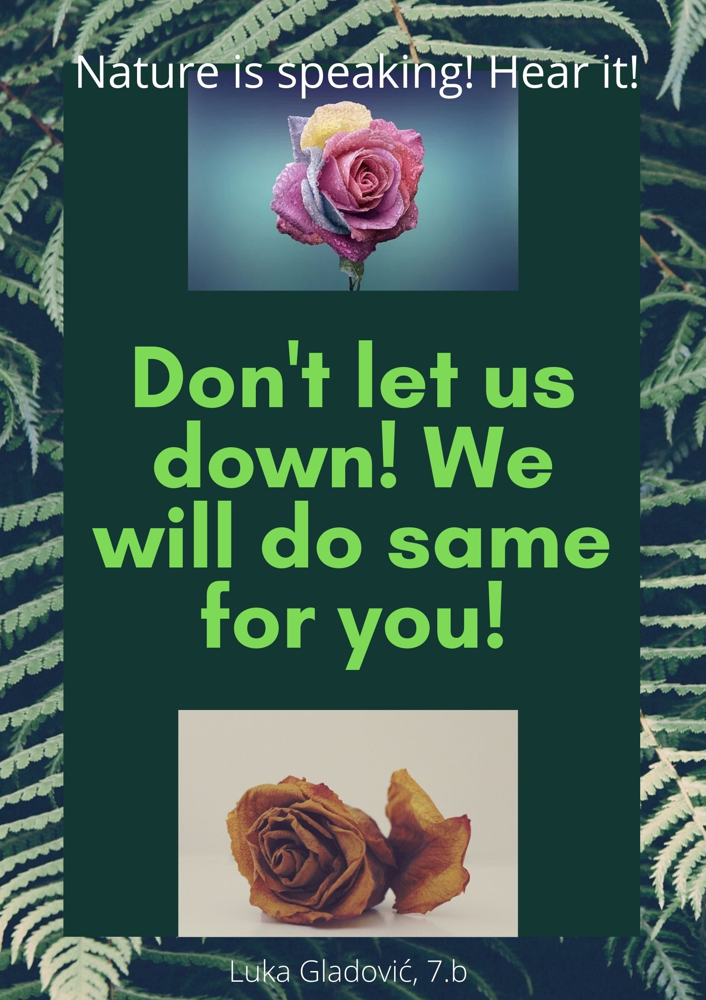 Nature is speaking! Hear it!
Don't let us
down! We
will do same
for you!
Luka Gladović, 7.b